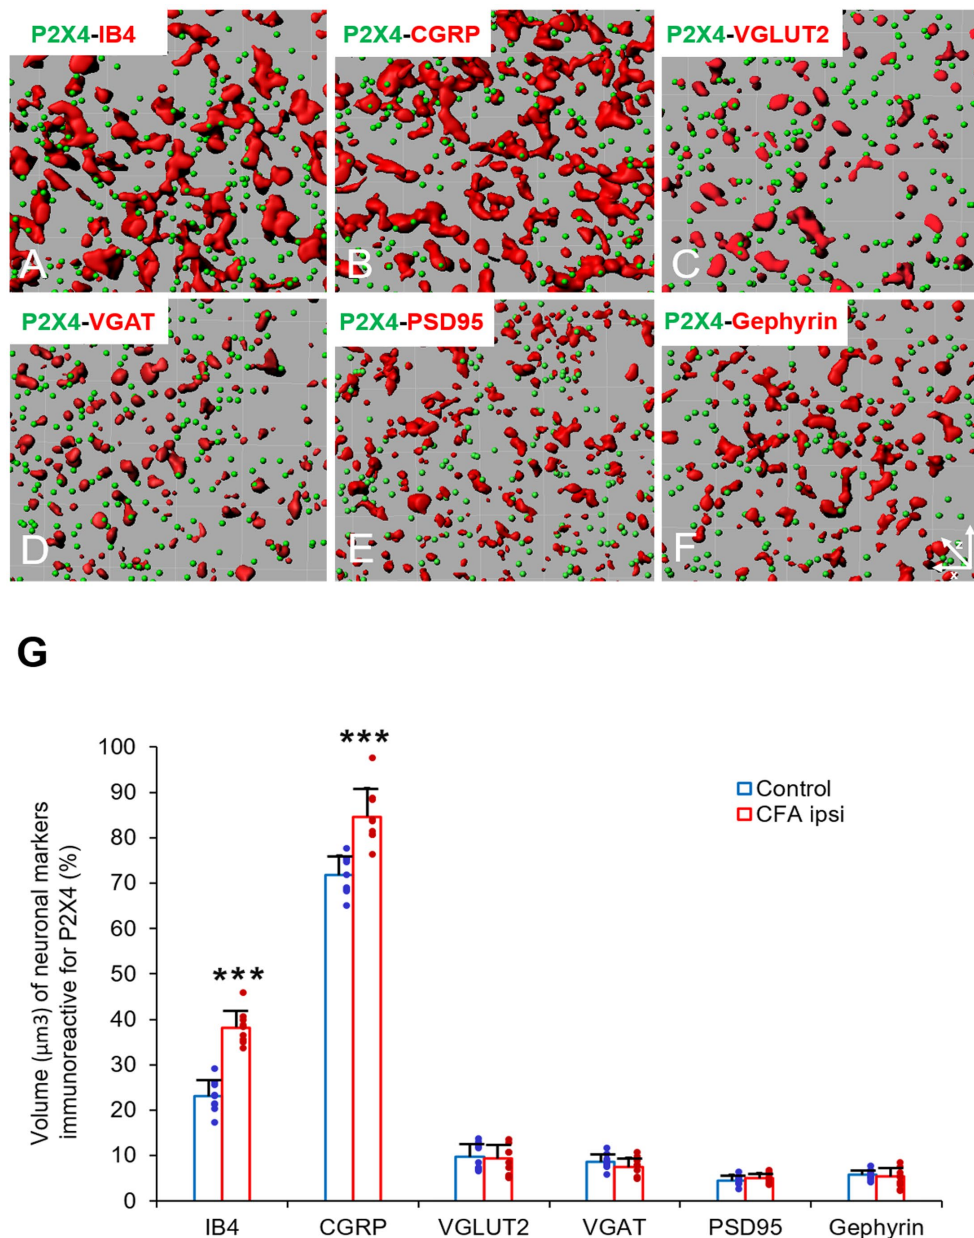 P2X4-IB4
P2X4-CGRP
P2X4-VGLUT2
A
B
C
P2X4-VGAT
P2X4-PSD95
P2X4-Gephyrin
D
E
F
z
x
G
Volume (µm3) of neuronal markers
immunoreactive for P2X4 (%)
100
90
80
70
60
50
40
30
20
10
0
***
***
Control
CFA ipsi
IB4
CGRP
VGLUT2
VGAT
PSD95
Gephyrin